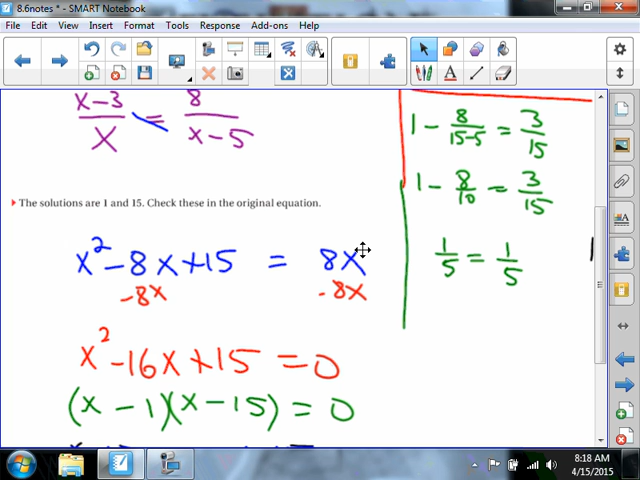 8.6notes * - SMART Notebook
File Edit View Insert Format Tools Add-ons Help
x-3/x = 8/x-5
The solutions are 1 and 15. Check these in the original equation.
x² - 8x + 15 = 8x
-8x -8x
x² - 16x + 15 = 0
(x - 1)(x - 15) = 0
1 - 8/15-5 = 3/15
1 - 8/10 = 3/15
1/5 = 1/5
8:18 AM
4/15/2015